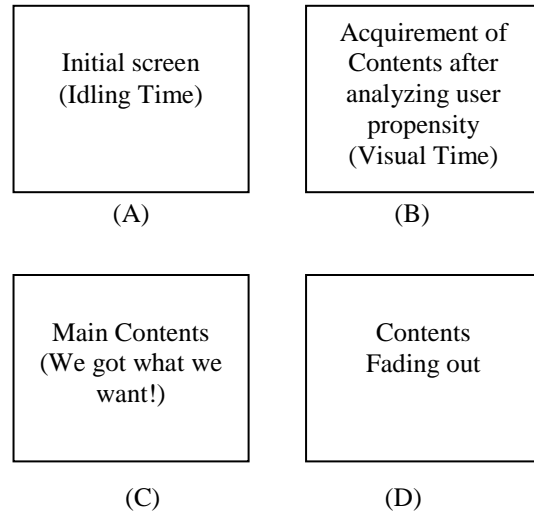 Initial screen
(Idling Time)
(A)
Acquirement of
Contents after
analyzing user
propensity
(Visual Time)
(B)
Main Contents
(We got what we
want!)
(C)
Contents
Fading out
(D)